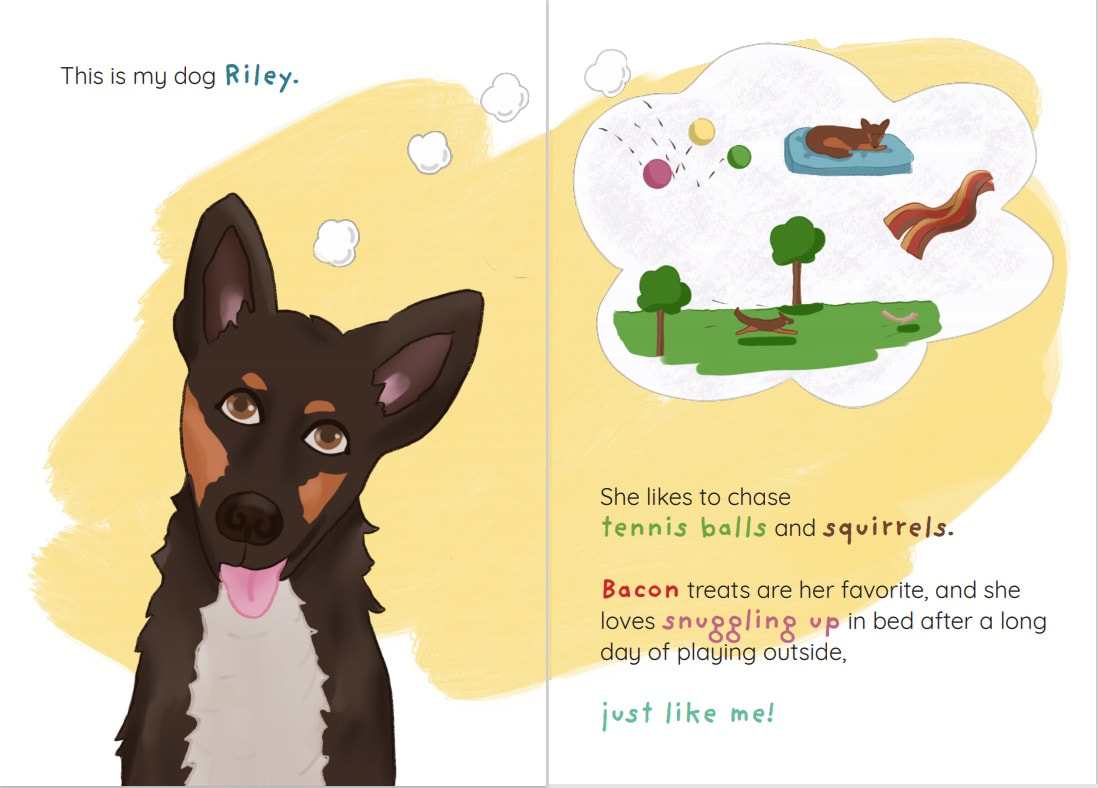 This is my dog Riley.
She likes to chase
tennis balls and squirrels.
Bacon treats are her favorite, and she
loves snuggling up in bed after a long
day of playing outside,
just like me!